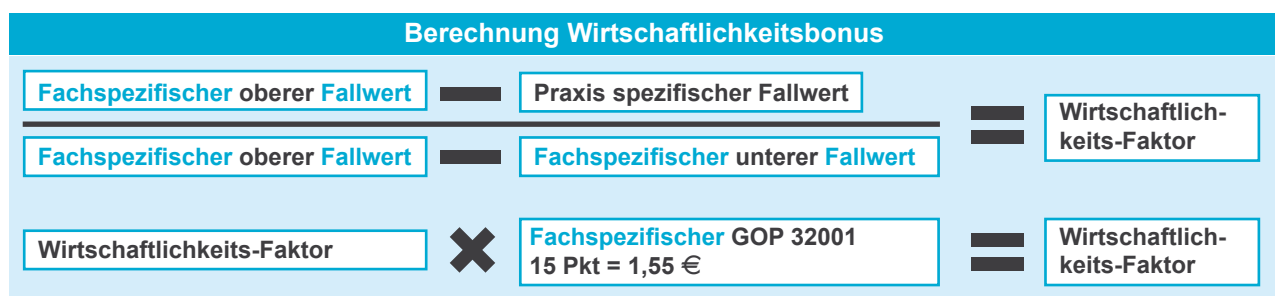 Berechnung Wirtschaftlichkeitsbonus
Fachspezifischer oberer Fallwert
Praxis spezifischer Fallwert
Fachspezifischer oberer Fallwert
Fachspezifischer unterer Fallwert
Wirtschaftlich-
keits-Faktor
Wirtschaftlichkeits-Faktor
Fachspezifischer GOP 32001
15 Pkt = 1,55 €
Wirtschaftlich-
keits-Faktor